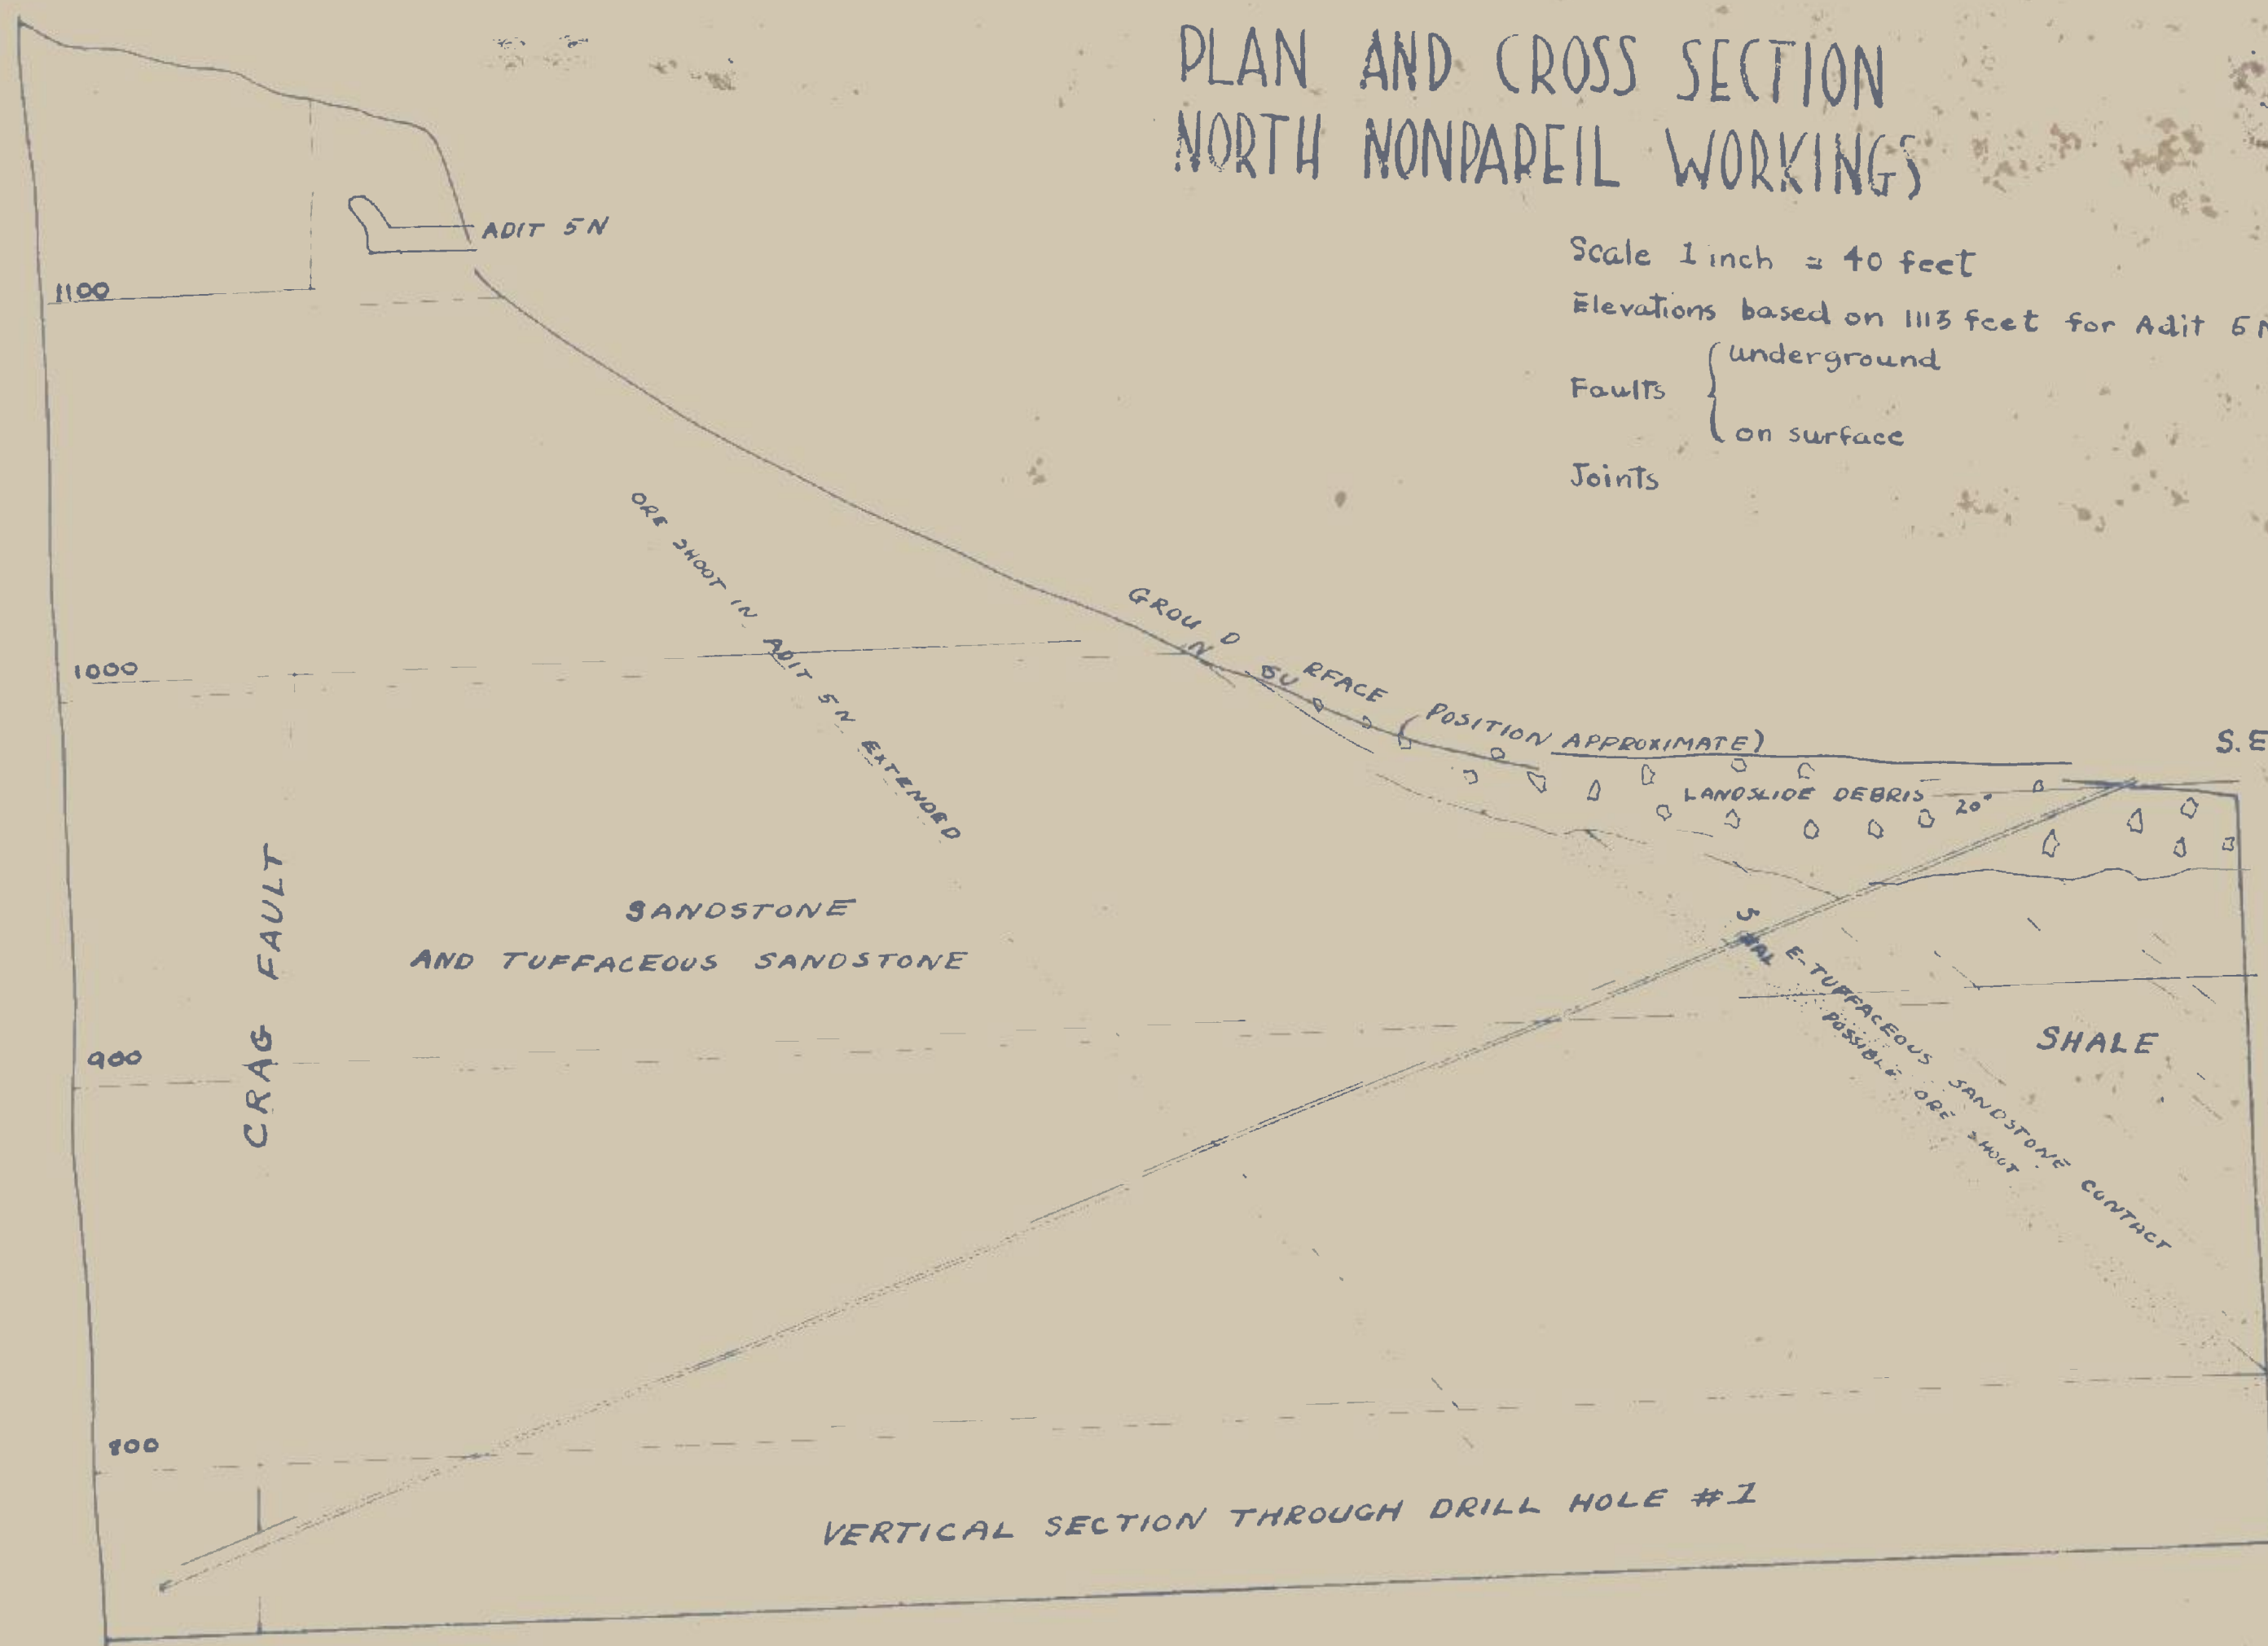 PLAN AND CROSS SECTION
NORTH NONPAREIL WORKINGS
Scale 1 inch = 40 feet
Elevations based on 1113 feet for Adit
Faults
underground
on surface
Joints
ADIT 5N
1100
ORE SHOOT IN ADIT 5N EXTENDED
GROUND SURFACE (POSITION APPROXIMATE)
1000
S.E
LANDSLIDE DEBRIS 20°
CRAG FAULT
SANDSTONE
AND TUFFACEOUS SANDSTONE
SHALE-TUFFACEOUS SANDSTONE CONTACT
POSSIBLE ORE SHOOT
SHALE
900
800
VERTICAL SECTION THROUGH DRILL HOLE #1